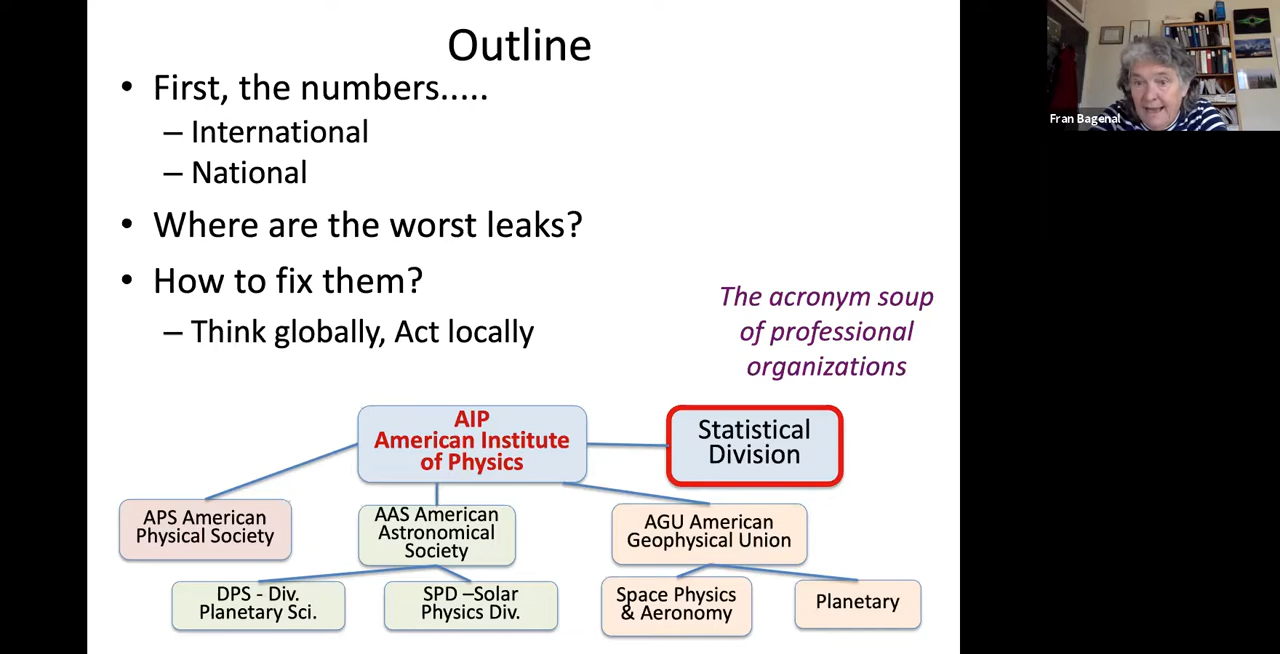 Outline
• First, the numbers.....
– International
– National
• Where are the worst leaks?
• How to fix them?
– Think globally, Act locally
The acronym soup
of professional
organizations
AIP
American Institute
of Physics
Statistical
Division
APS American
Physical Society
AAS American
Astronomical
Society
AGU American
Geophysical Union
DPS - Div.
Planetary Sci.
SPD –Solar
Physics Div.
Space Physics
& Aeronomy
Planetary
Fran Bagenal